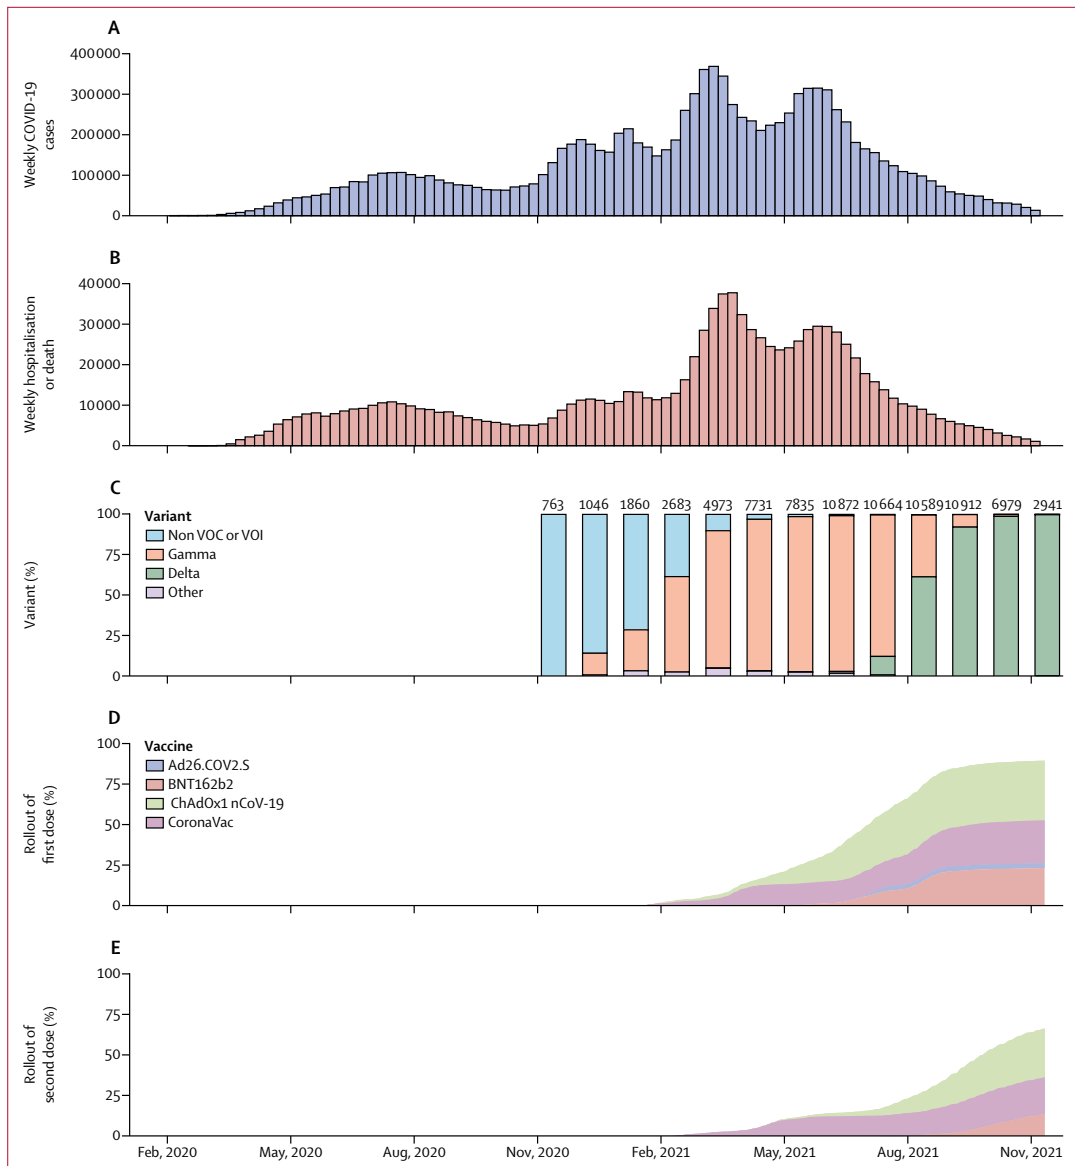 A
400000
300000
200000
100000
0
Weekly COVID-19
cases
B
40000
30000
20000
10000
0
Weekly hospitalisation
or death
C
763 1046 1860 2683 4973 7731 7835 10872 10664 10589 10912 6979 2941
100
75
50
25
0
Variant (%)
Variant
Non VOC or VOI
Gamma
Delta
Other
D
100
75
50
25
0
Rollout of
first dose (%)
Vaccine
Ad26.COV2.S
BNT162b2
ChAdOx1 nCoV-19
CoronaVac
E
100
75
50
25
0
Rollout of
second dose (%)
Feb, 2020 May, 2020 Aug, 2020 Nov, 2020 Feb, 2021 May, 2021 Aug, 2021 Nov, 2021